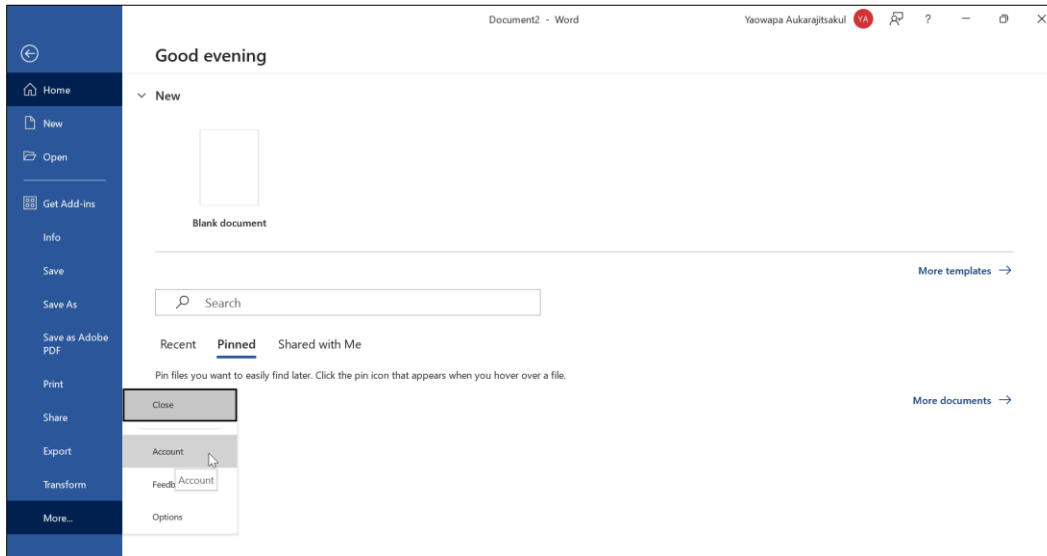 Document2 - Word
Yaowapa Aukarajitsakul YA ?
Good evening
Home
New
Open
Get Add-ins
Info
Save
Save As
Save as Adobe
PDF
Print
Share
Export
Transform
More...
New
Blank document
More templates
Search
Recent Pinned Shared with Me
Pin files you want to easily find later. Click the pin icon that appears when you hover over a file.
More documents
Close
Account
Feedb
Account
Options